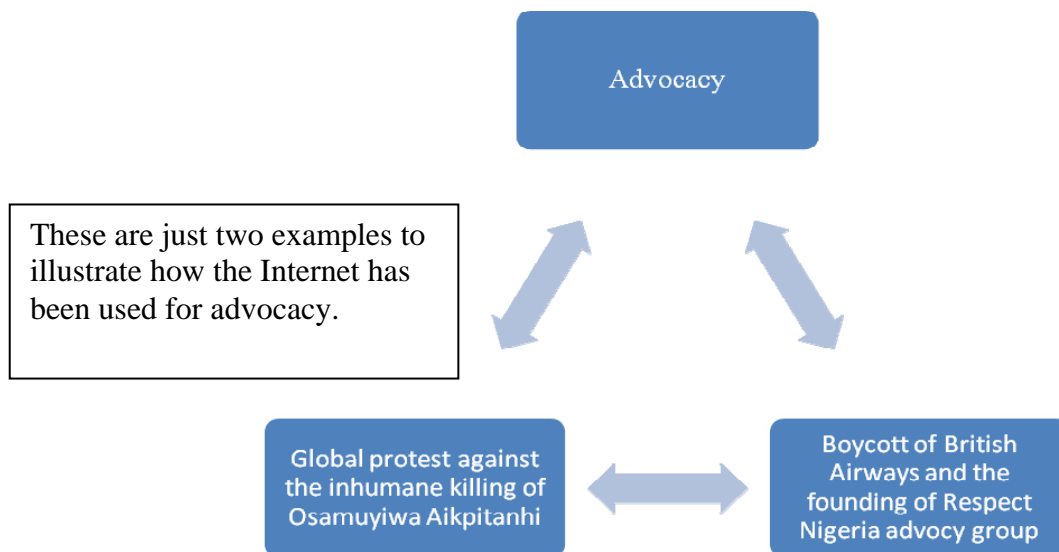 Advocacy
These are just two examples to
illustrate how the Internet has
been used for advocacy.
Global protest against
the inhumane killing of
Osamuyiwa Aikpitanhi
Boycott of British
Airways and the
founding of Respect
Nigeria advocy group